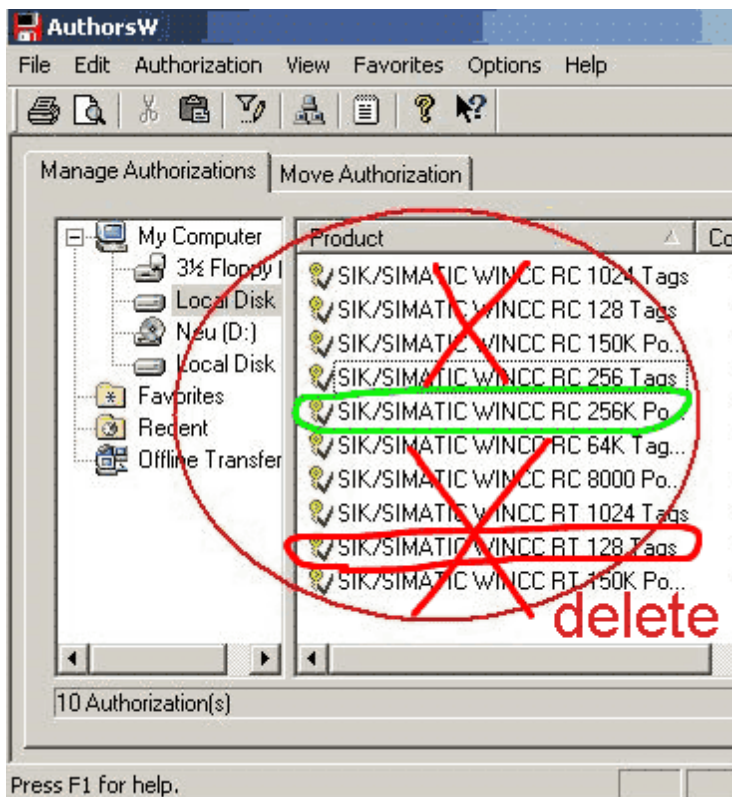 AuthorsW
File Edit Authorization View Favorites Options Help
Manage Authorizations Move Authorization
My Computer
3½ Floppy
Local Disk
Neu (D:)
Local Disk
Favorites
Recent
Offline Transfer
Product Co
SIK/SIMATIC WINCC RC 1024 Tags
SIK/SIMATIC WINCC RC 128 Tags
SIK/SIMATIC WINCC RC 150K Po...
SIK/SIMATIC WINCC RC 256 Tags
SIK/SIMATIC WINCC RC 256K Po...
SIK/SIMATIC WINCC RC 64K Tag...
SIK/SIMATIC WINCC RC 8000 Po...
SIK/SIMATIC WINCC RT 1024 Tags
SIK/SIMATIC WINCC RT 128 Tags
SIK/SIMATIC WINCC RT 150K Po...
delete
10 Authorization(s)
Press F1 for help.